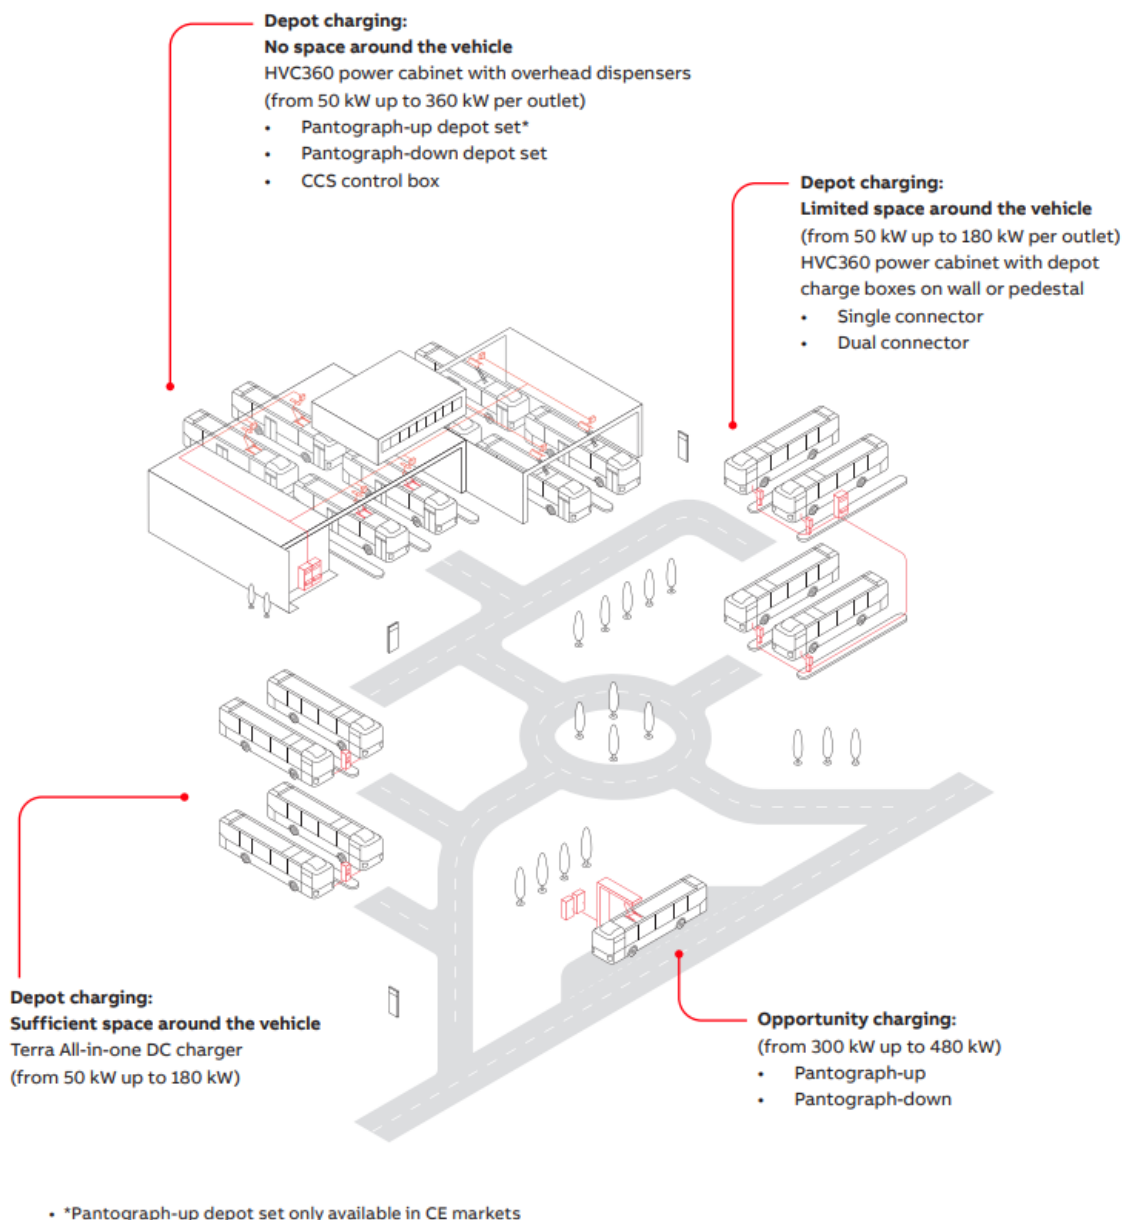 Depot charging:
No space around the vehicle
HVC360 power cabinet with overhead dispensers
(from 50 kW up to 360 kW per outlet)
• Pantograph-up depot set*
• Pantograph-down depot set
• CCS control box
Depot charging:
Limited space around the vehicle
(from 50 kW up to 180 kW per outlet)
HVC360 power cabinet with depot
charge boxes on wall or pedestal
• Single connector
• Dual connector
Depot charging:
Sufficient space around the vehicle
Terra All-in-one DC charger
(from 50 kW up to 180 kW)
Opportunity charging:
(from 300 kW up to 480 kW)
• Pantograph-up
• Pantograph-down
• *Pantograph-up depot set only available in CE markets